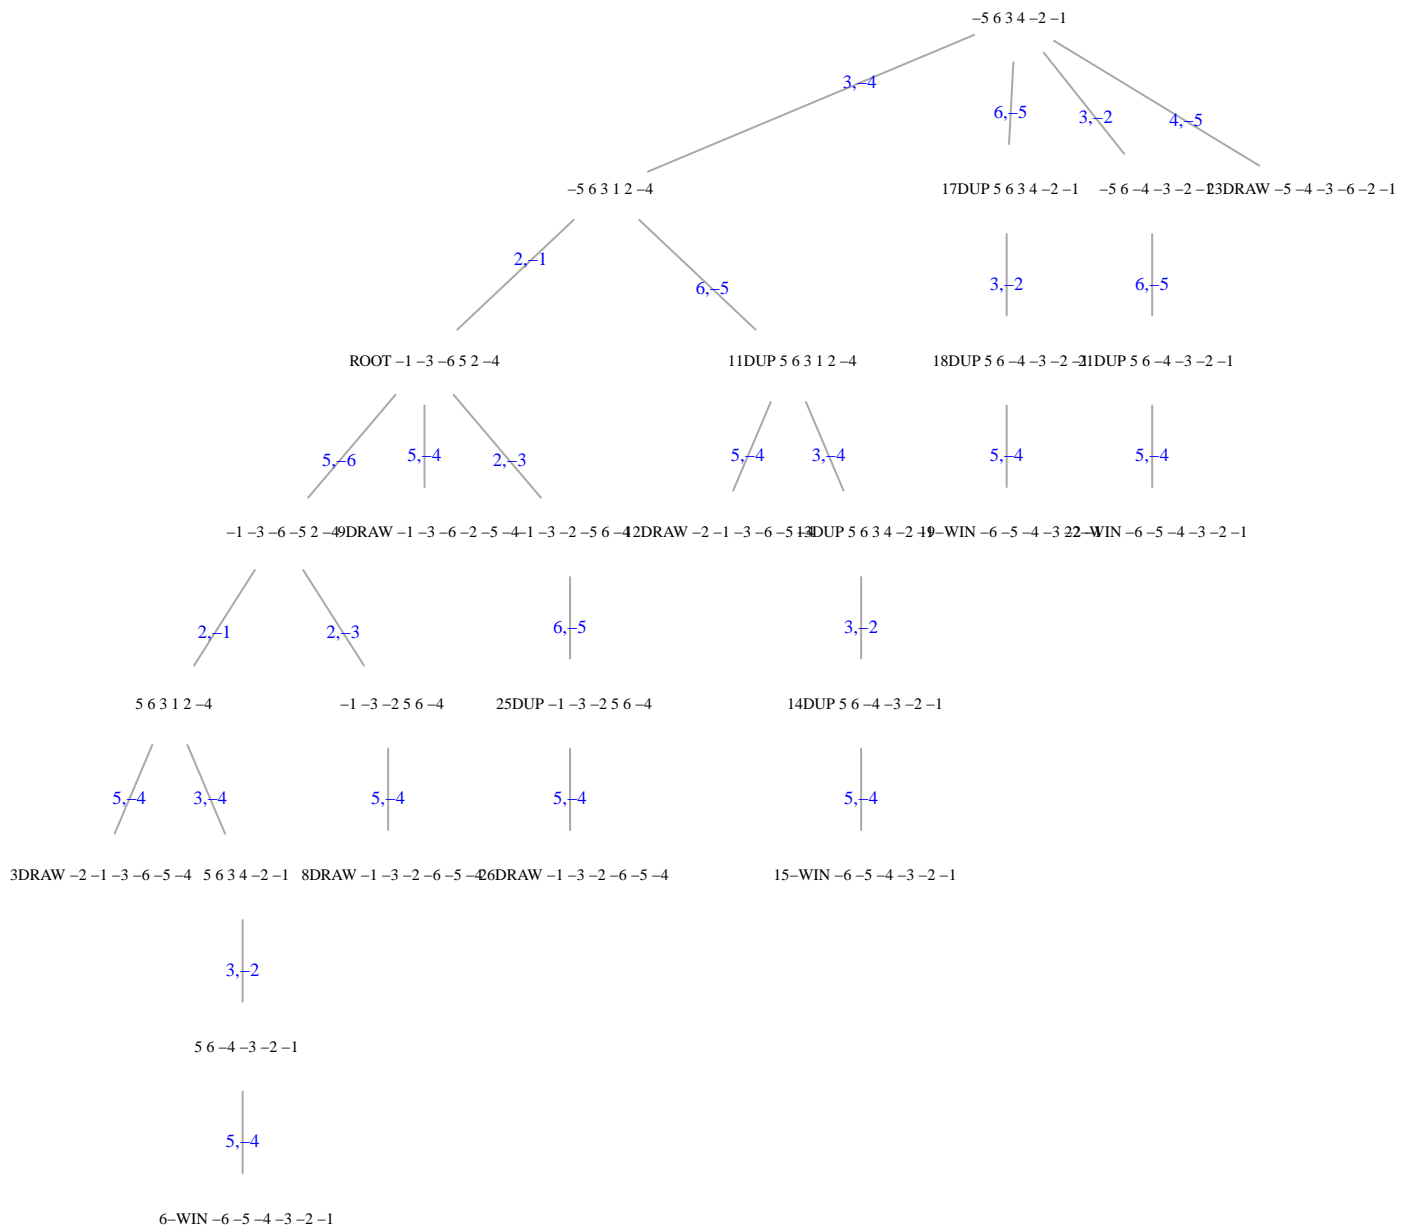 −5 6 3 4 −2 −1
3,−4
6,−5
3,−2
4,−5
−5 6 3 1 2 −4
17DUP 5 6 3 4 −2 −1
−5 6 −4 −3 −2 −1
23DRAW −5 −4 −3 −6 −2 −1
2,−1
6,−5
3,−2
6,−5
ROOT −1 −3 −6 5 2 −4
11DUP 5 6 3 1 2 −4
18DUP 5 6 −4 −3 −2 −1
21DUP 5 6 −4 −3 −2 −1
5,−6
5,−4
2,−3
5,−4
3,−4
5,−4
5,−4
−1 −3 −6 −5 2 −4
9DRAW −1 −3 −6 −2 −5 −4
−1 −3 −2 −5 6 −4
12DRAW −2 −1 −3 −6 −5 −4
13DUP 5 6 3 4 −2 −1
19−WIN −6 −5 −4 −3 −2 −1
22−WIN −6 −5 −4 −3 −2 −1
2,−1
2,−3
6,−5
3,−2
5 6 3 1 2 −4
−1 −3 −2 5 6 −4
25DUP −1 −3 −2 5 6 −4
14DUP 5 6 −4 −3 −2 −1
5,−4
3,−4
5,−4
5,−4
5,−4
3DRAW −2 −1 −3 −6 −5 −4
5 6 3 4 −2 −1
8DRAW −1 −3 −2 −6 −5 −4
26DRAW −1 −3 −2 −6 −5 −4
15−WIN −6 −5 −4 −3 −2 −1
3,−2
5 6 −4 −3 −2 −1
5,−4
6−WIN −6 −5 −4 −3 −2 −1